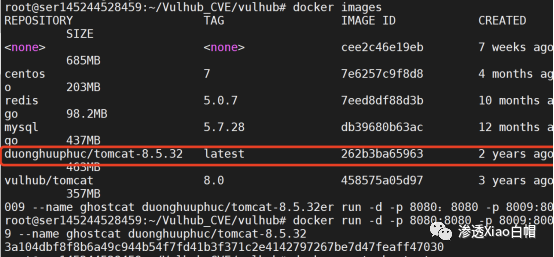 root@ser145244528459:~/Vulhub_CVE/vulhub# docker images
REPOSITORY TAG IMAGE ID CREATED
SIZE
<none> <none> cee2c46e19eb 7 weeks ago
685MB
centos 7 7e6257c9f8d8 4 months ag
o 203MB
redis 5.0.7 7eed8df88d3b 10 months a
go 98.2MB
mysql 5.7.28 db39680b63ac 12 months a
go 437MB
duonghuuphuc/tomcat-8.5.32 latest 262b3ba65963 2 years ago
463MB
vulhub/tomcat 8.0 458575a05d97 3 years ago
357MB
009 --name ghostcat duonghuuphuc/tomcat-8.5.32er run -d -p 8080：8080 -p 8009:80
root@ser145244528459:~/Vulhub_CVE/vulhub# docker run -d -p 8080:8080 -p 8009:800
9 --name ghostcat duonghuuphuc/tomcat-8.5.32
3a104dbf8f8b6a49c944b54f7fd41b3f371c2e4142797267be7d47feaff47030
渗透Xiao白帽